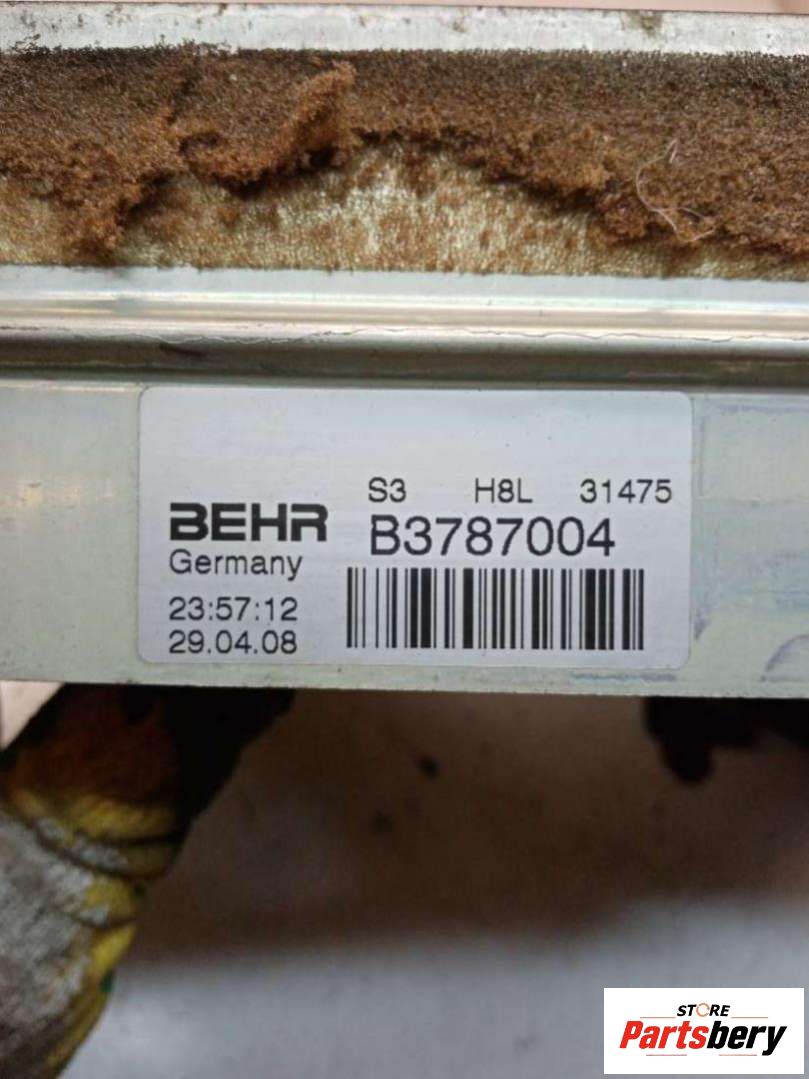 S3 H8L 31475
BEHR B3787004
Germany
23:57:12
29.04.08
STORE
Partsbery